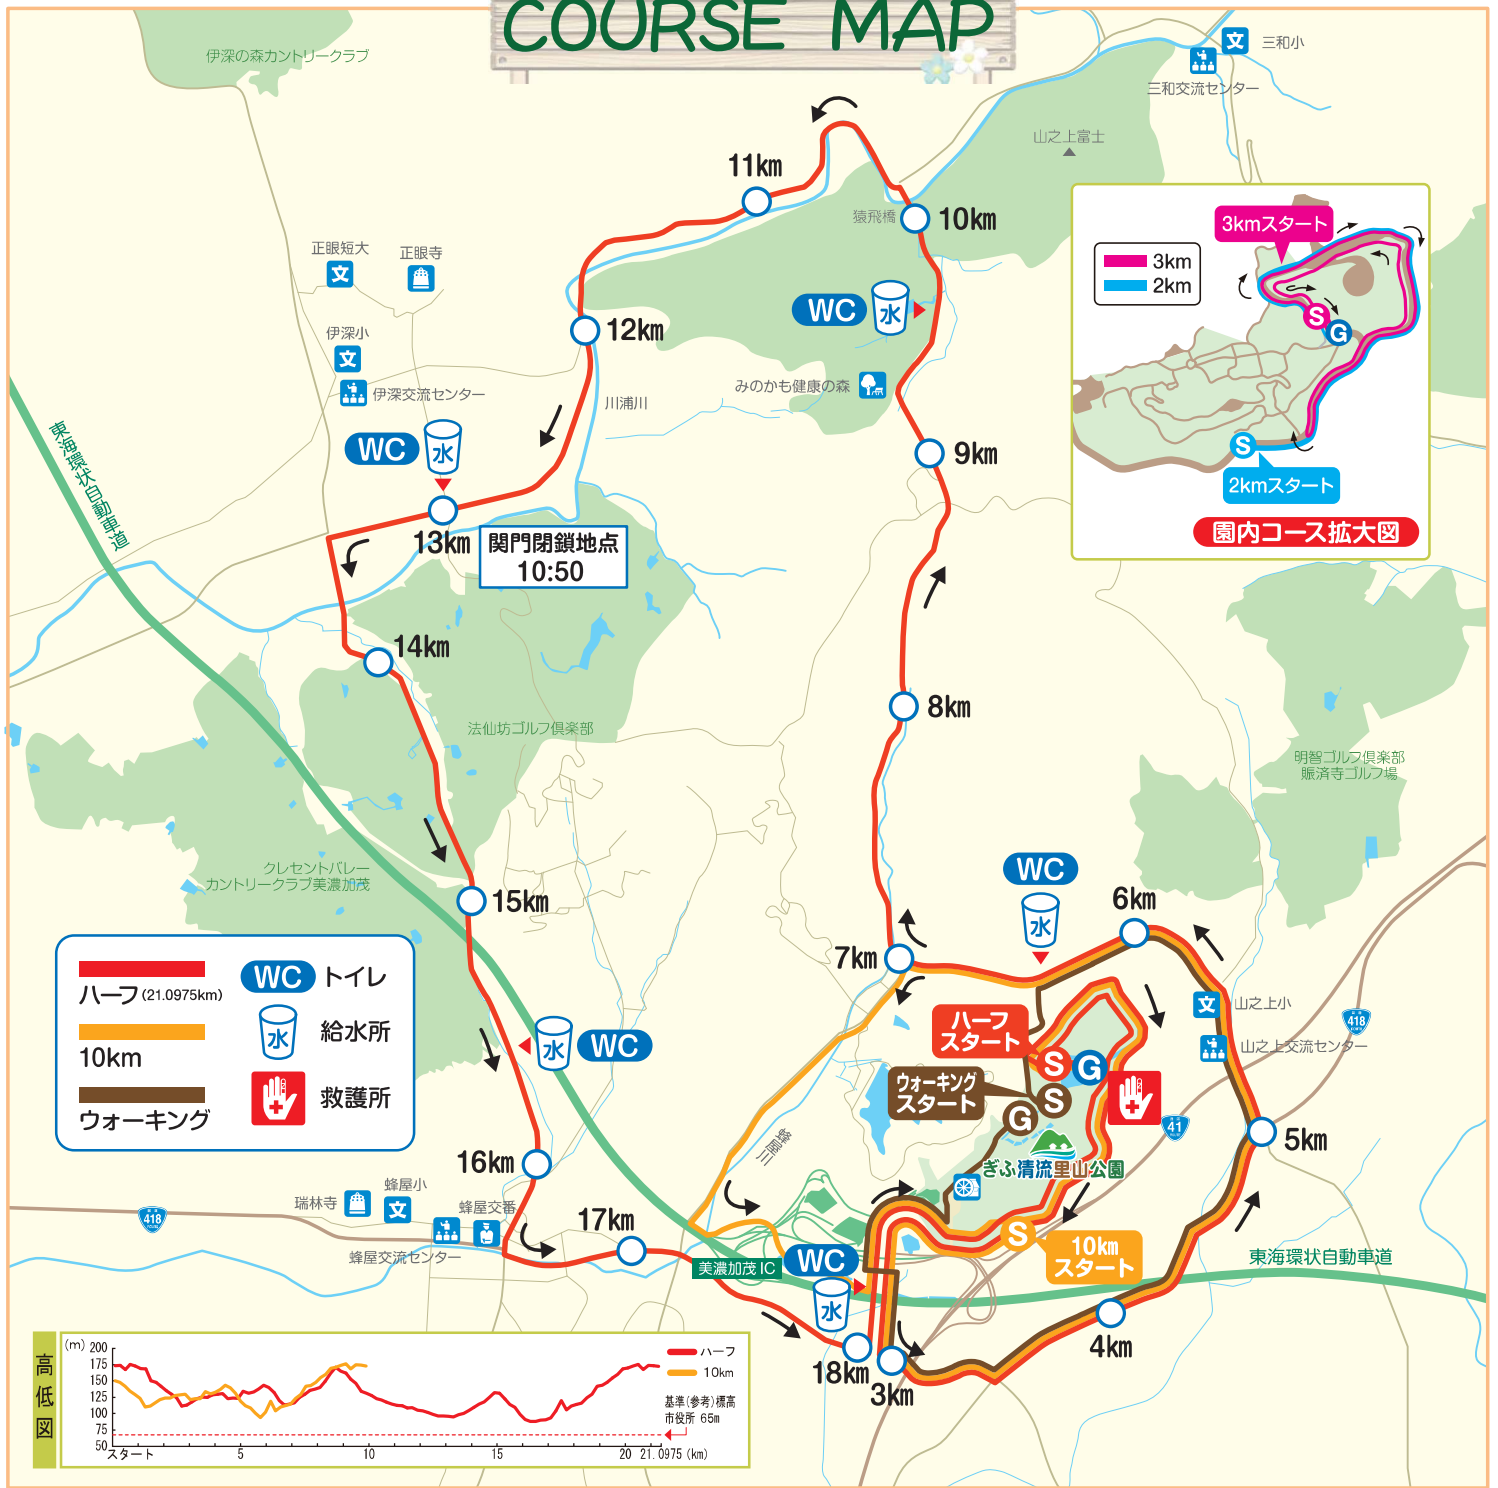 COURSE MAP
伊深の森カントリークラブ
三和小
三和交流センター
山之上富士
11km
猿飛橋
10km
3kmスタート
3km
2km
S
G
S
2kmスタート
園内コース拡大図
正眼短大
正眼寺
伊深小
伊深交流センター
12km
WC
水
みのかも健康の森
川浦川
9km
東海環状自動車道
WC
水
13km
関門閉鎖地点
10:50
14km
8km
法仙坊ゴルフ倶楽部
明智ゴルフ倶楽部
賑済寺ゴルフ場
クレセントバレー
カントリークラブ美濃加茂
15km
WC
水
6km
7km
ハーフ(21.0975km)
10km
ウォーキング
WC トイレ
水 給水所
救護所
水
WC
ハーフ
スタート
S
G
ウォーキング
スタート
S
G
山之上小
山之上交流センター
418
41
5km
ぎふ清流里山公園
蜂屋川
16km
瑞林寺
蜂屋小
蜂屋交番
蜂屋交流センター
418
17km
美濃加茂IC
WC
水
S
10km
スタート
東海環状自動車道
4km
18km
3km
高低図
(m)
200
175
150
125
100
75
50
スタート
5
10
15
20
21.0975 (km)
ハーフ
10km
基準(参考)標高
市役所 65m